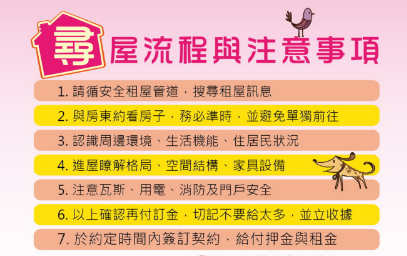 尋屋流程與注意事項
1. 請循安全租屋管道，搜尋租屋訊息
2. 與房東約看房子，務必準時，並避免單獨前往
3. 認識周邊環境、生活機能、住居民狀況
4. 進屋瞭解格局、空間結構、家具設備
5. 注意瓦斯、用電、消防及門戶安全
6. 以上確認再付訂金，切記不要給太多，並立收據
7. 於約定時間內簽訂契約，給付押金與租金